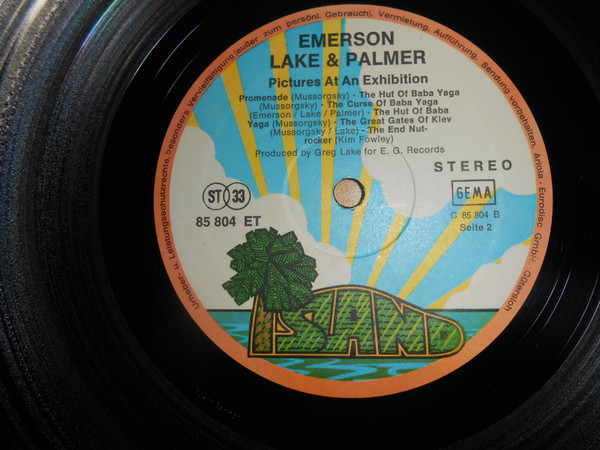 Urheber- u. Leistungsschutzrechte, besonders Vervielfältigung (außer zum persönl. Gebrauch), Vermietung, Aufführung, Sendung vorbehalten. Ariola - Eurodisc GmbH Gütersloh
EMERSON
LAKE & PALMER
Pictures At An Exhibition
Promenade (Mussorgsky) - The Hut Of Baba Yaga
(Mussorgsky) - The Curse Of Baba Yaga
(Emerson / Lake / Palmer) - The Hut Of Baba
Yaga (Mussorgsky) - The Great Gates Of Kiev
(Mussorgsky / Lake) - The End Nut-
rocker (Kim Fowley)
Produced by Greg Lake for E. G. Records
STEREO
ST 33
GEMA
85 804 ET
C 85 804 B
Seite 2
ISLAND